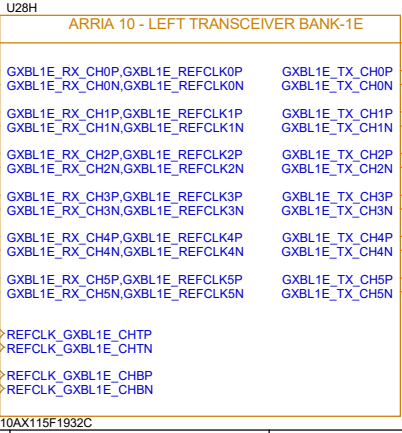 U28H
ARRIA 10 - LEFT TRANSCEIVER BANK-1E
GXBL1E_RX_CH0P,GXBL1E_REFCLK0P GXBL1E_TX_CH0P
GXBL1E_RX_CH0N,GXBL1E_REFCLK0N GXBL1E_TX_CH0N
GXBL1E_RX_CH1P,GXBL1E_REFCLK1P GXBL1E_TX_CH1P
GXBL1E_RX_CH1N,GXBL1E_REFCLK1N GXBL1E_TX_CH1N
GXBL1E_RX_CH2P,GXBL1E_REFCLK2P GXBL1E_TX_CH2P
GXBL1E_RX_CH2N,GXBL1E_REFCLK2N GXBL1E_TX_CH2N
GXBL1E_RX_CH3P,GXBL1E_REFCLK3P GXBL1E_TX_CH3P
GXBL1E_RX_CH3N,GXBL1E_REFCLK3N GXBL1E_TX_CH3N
GXBL1E_RX_CH4P,GXBL1E_REFCLK4P GXBL1E_TX_CH4P
GXBL1E_RX_CH4N,GXBL1E_REFCLK4N GXBL1E_TX_CH4N
GXBL1E_RX_CH5P,GXBL1E_REFCLK5P GXBL1E_TX_CH5P
GXBL1E_RX_CH5N,GXBL1E_REFCLK5N GXBL1E_TX_CH5N
REFCLK_GXBL1E_CHTP
REFCLK_GXBL1E_CHTN
REFCLK_GXBL1E_CHBP
REFCLK_GXBL1E_CHBN
10AX115F1932C